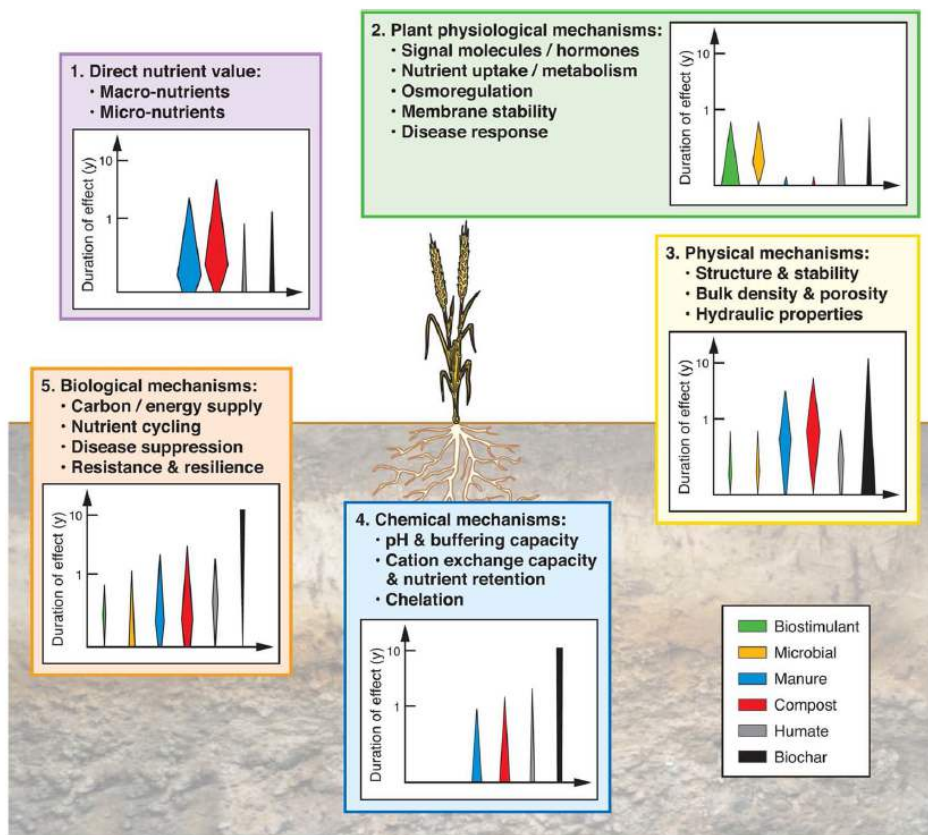 1. Direct nutrient value:
• Macro-nutrients
• Micro-nutrients
Duration of effect (y)
10
1
2. Plant physiological mechanisms:
• Signal molecules / hormones
• Nutrient uptake / metabolism
• Osmoregulation
• Membrane stability
• Disease response
Duration of effect (y)
10
1
3. Physical mechanisms:
• Structure & stability
• Bulk density & porosity
• Hydraulic properties
Duration of effect (y)
10
1
5. Biological mechanisms:
• Carbon / energy supply
• Nutrient cycling
• Disease suppression
• Resistance & resilience
Duration of effect (y)
10
1
4. Chemical mechanisms:
• pH & buffering capacity
• Cation exchange capacity
& nutrient retention
• Chelation
Duration of effect (y)
10
1
Biostimulant
Microbial
Manure
Compost
Humate
Biochar